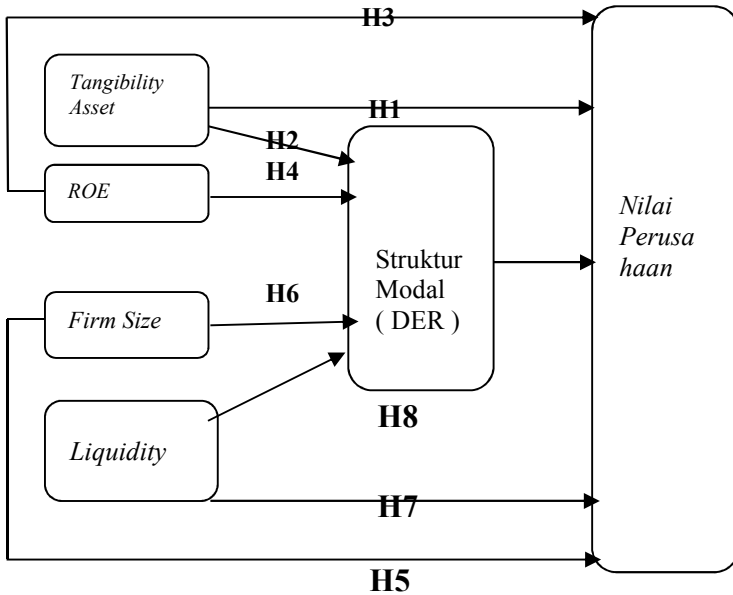 H3
Tangibility
Asset
H1
H2
H4
ROE
Nilai
Perusa
haan
Struktur
Modal
( DER )
H6
Firm Size
H8
Liquidity
H7
H5